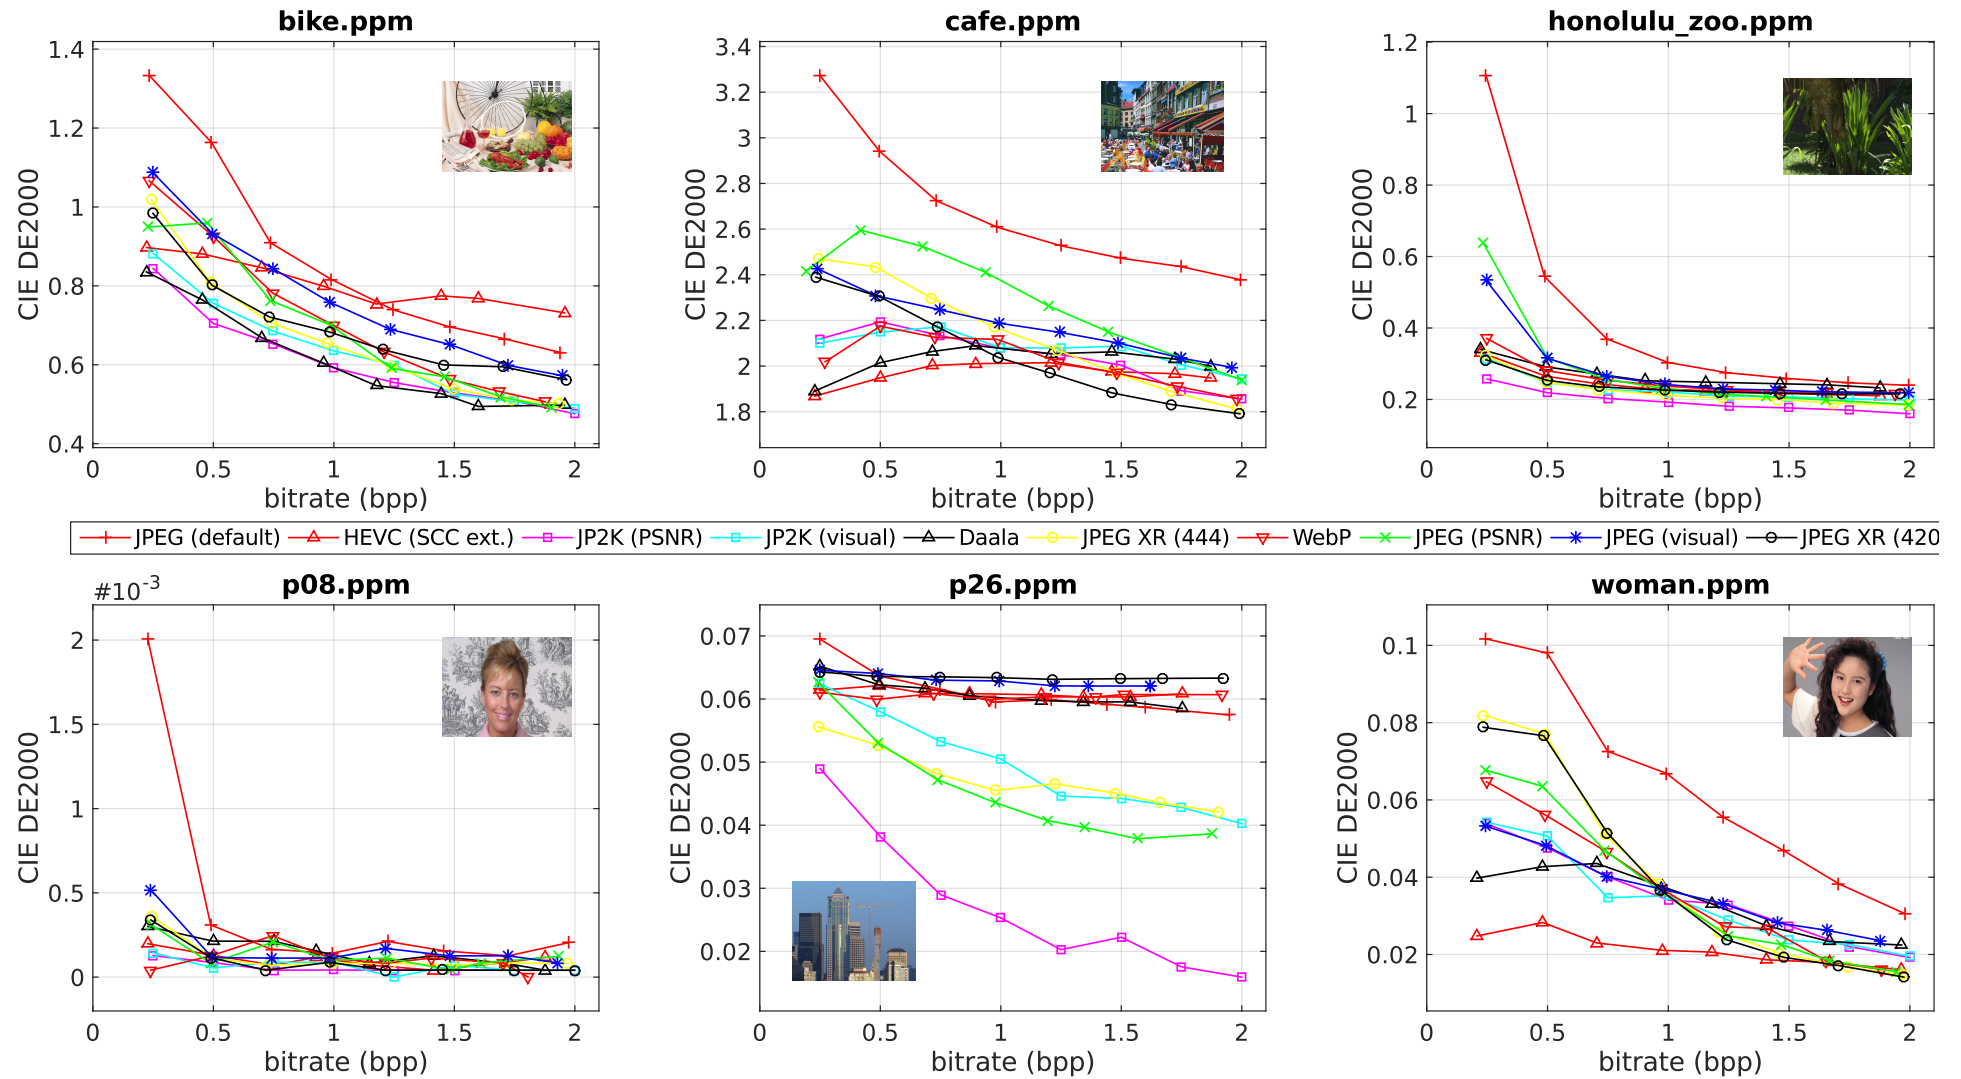 bike.ppm
1.4
1.2
1
0.8
0.6
0.4
CIE DE2000
0 0.5 1 1.5 2
bitrate (bpp)
cafe.ppm
3.4
3.2
3
2.8
2.6
2.4
2.2
2
1.8
CIE DE2000
0 0.5 1 1.5 2
bitrate (bpp)
honolulu_zoo.ppm
1.2
1
0.8
0.6
0.4
0.2
CIE DE2000
0 0.5 1 1.5 2
bitrate (bpp)
JPEG (default) HEVC (SCC ext.) JP2K (PSNR) JP2K (visual) Daala JPEG XR (444) WebP JPEG (PSNR) JPEG (visual) JPEG XR (420
p08.ppm
#10-3
2
1.5
1
0.5
0
CIE DE2000
0 0.5 1 1.5 2
bitrate (bpp)
p26.ppm
0.07
0.06
0.05
0.04
0.03
0.02
CIE DE2000
0 0.5 1 1.5 2
bitrate (bpp)
woman.ppm
0.1
0.08
0.06
0.04
0.02
CIE DE2000
0 0.5 1 1.5 2
bitrate (bpp)